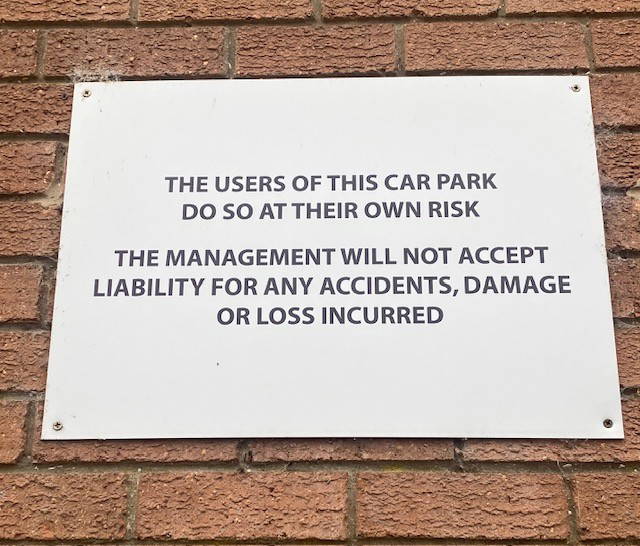 THE USERS OF THIS CAR PARK
DO SO AT THEIR OWN RISK
THE MANAGEMENT WILL NOT ACCEPT
LIABILITY FOR ANY ACCIDENTS, DAMAGE
OR LOSS INCURRED